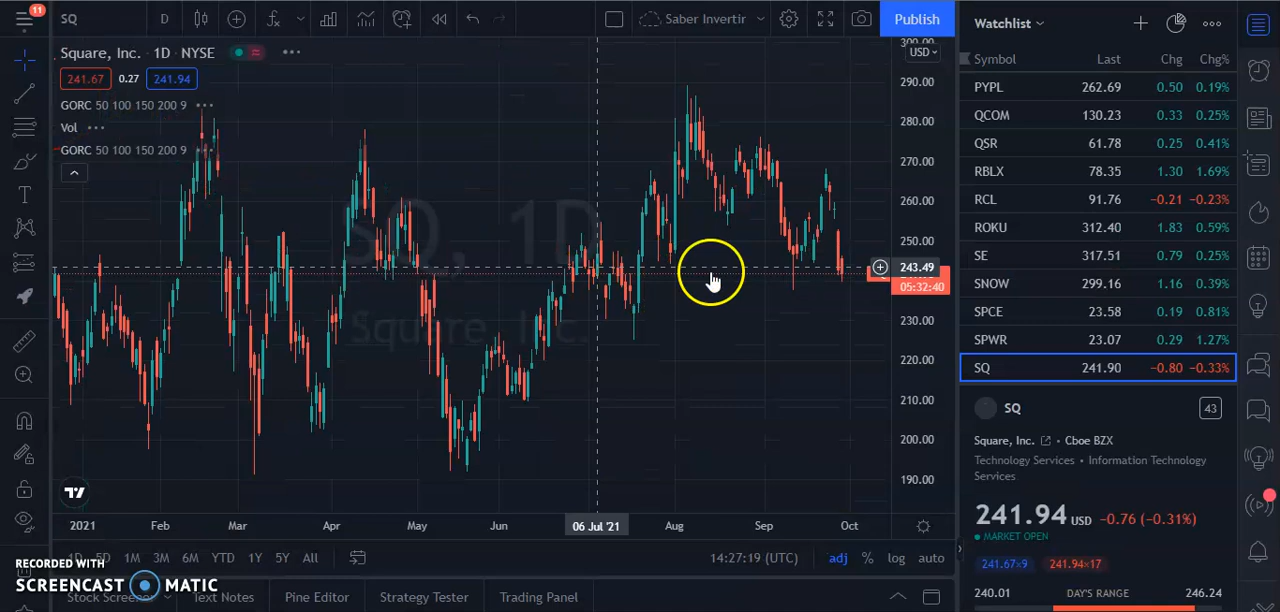 11
SQ
D
Saber Invertir
Publish
Square, Inc. · 1D · NYSE
241.67 0.27 241.94
GORC 50 100 150 200 9
Vol
GORC 50 100 150 200 9
SQ, 1D
Square, Inc.
300.00
USD
290.00
280.00
270.00
260.00
250.00
243.49
05:32:40
230.00
220.00
210.00
200.00
190.00
2021 Feb Mar Apr May Jun 06 Jul '21 Aug Sep Oct
1D 5D 1M 3M 6M YTD 1Y 5Y All
14:27:19 (UTC) adj % log auto
RECORDED WITH
SCREENCAST MATIC
Stock Screener Text Notes Pine Editor Strategy Tester Trading Panel
Watchlist
Symbol Last Chg Chg%
PYPL 262.69 0.50 0.19%
QCOM 130.23 0.33 0.25%
QSR 61.78 0.25 0.41%
RBLX 78.35 1.30 1.69%
RCL 91.76 −0.21 −0.23%
ROKU 312.40 1.83 0.59%
SE 317.51 0.79 0.25%
SNOW 299.16 1.16 0.39%
SPCE 23.58 0.19 0.81%
SPWR 23.07 0.29 1.27%
SQ 241.90 −0.80 −0.33%
SQ 43
Square, Inc. • Cboe BZX
Technology Services • Information Technology
Services
241.94 USD −0.76 (−0.31%)
MARKET OPEN
241.67×9 241.94×17
240.01 DAY'S RANGE 246.24